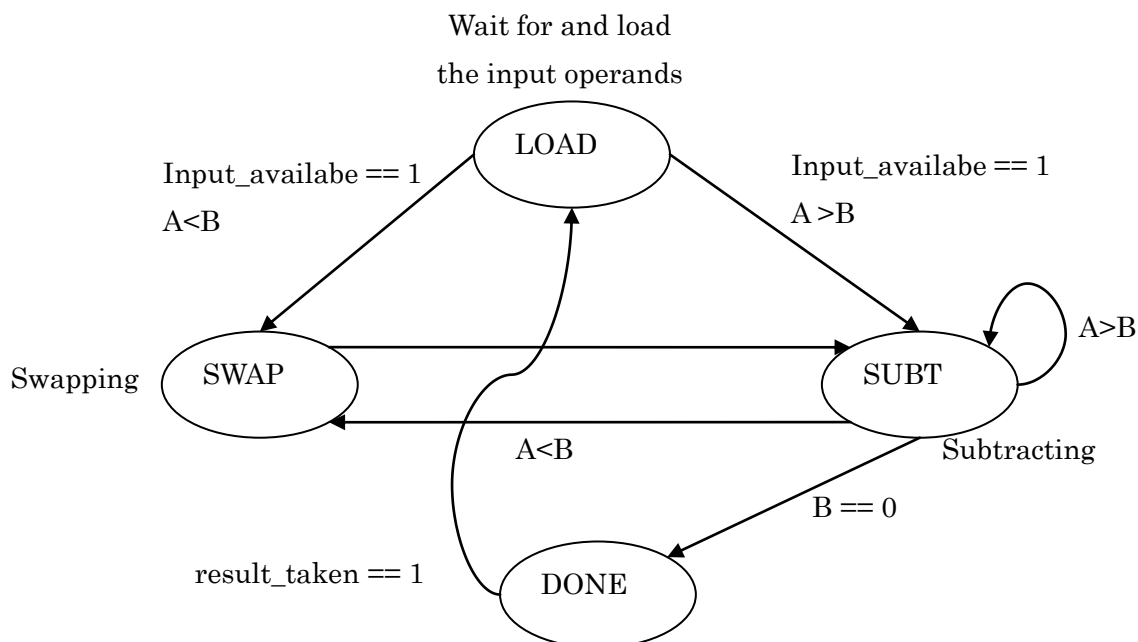 Wait for and load
the input operands
LOAD
Input_availabe == 1
A<B
Input_availabe == 1
A >B
A>B
Swapping
SWAP
SUBT
A<B
Subtracting
B == 0
result_taken == 1
DONE